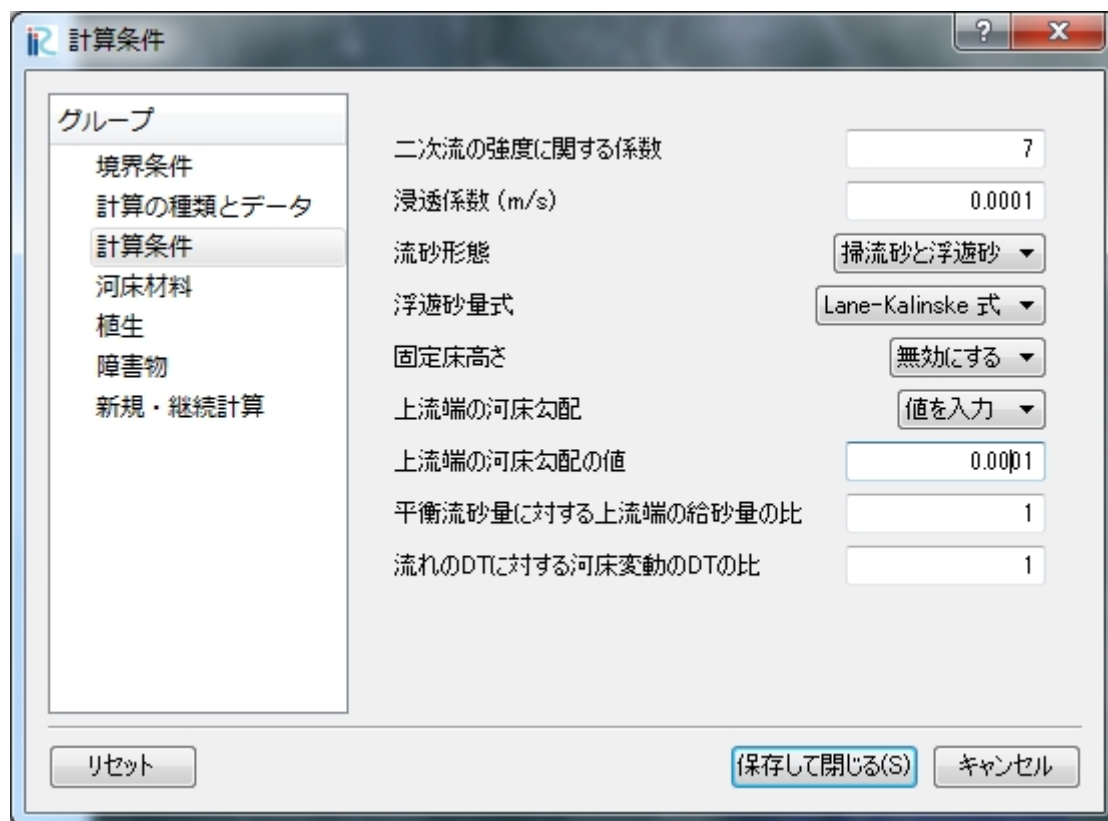 iRC 計算条件
グループ
境界条件
計算の種類とデータ
計算条件
河床材料
植生
障害物
新規・継続計算
二次流の強度に関する係数 7
浸透係数 (m/s) 0.0001
流砂形態 掃流砂と浮遊砂
浮遊砂量式 Lane-Kalinske 式
固定床高さ 無効にする
上流端の河床勾配 値を入力
上流端の河床勾配の値 0.0001
平衡流砂量に対する上流端の給砂量の比 1
流れのDTに対する河床変動のDTの比 1
リセット 保存して閉じる(S) キャンセル